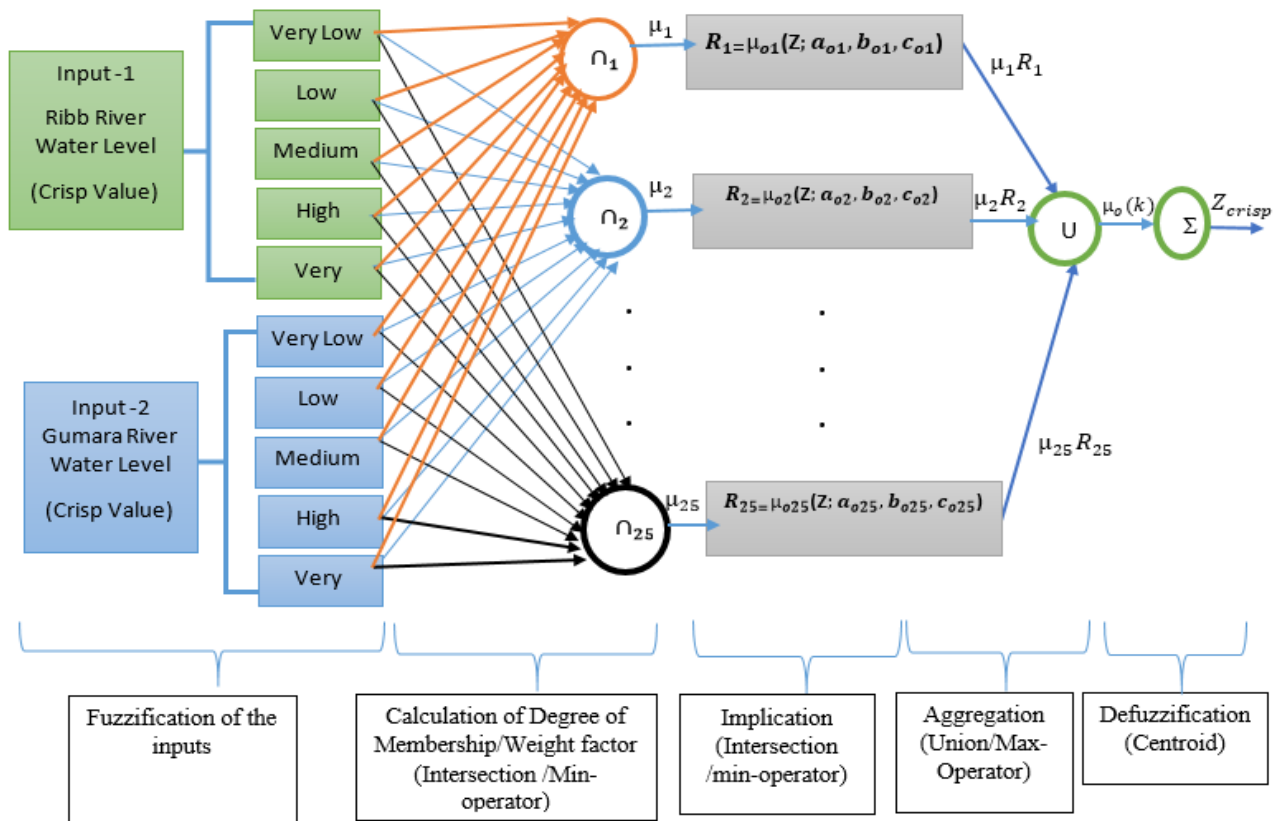 Input -1
Ribb River
Water Level
(Crisp Value)
Very Low
Low
Medium
High
Very
Input -2
Gumara River
Water Level
(Crisp Value)
Very Low
Low
Medium
High
Very
∩1
μ1
R1=μo1(Z; ao1, bo1, co1)
μ1R1
∩2
μ2
R2=μo2(Z; ao2, bo2, co2)
μ2R2
∩25
μ25
R25=μo25(Z; ao25, bo25, co25)
μ25R25
U
μo(k)
Σ
Zcrisp
Fuzzification of the
inputs
Calculation of Degree of
Membership/Weight factor
(Intersection /Min-
operator)
Implication
(Intersection
/min-operator)
Aggregation
(Union/Max-
Operator)
Defuzzification
(Centroid)